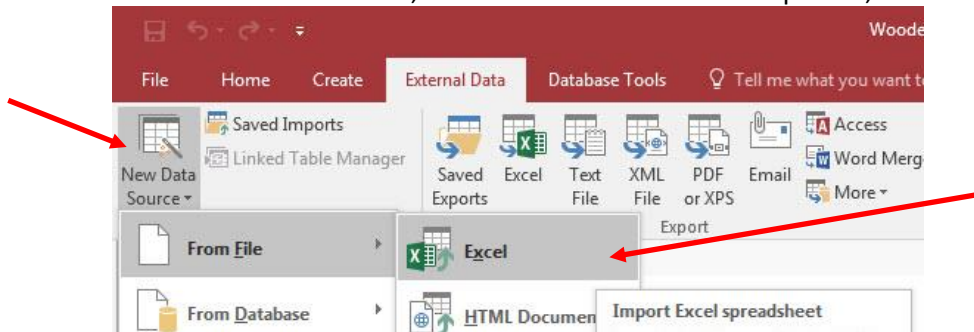 Woode
File Home Create External Data Database Tools Tell me what you want t
New Data Source
Saved Imports
Linked Table Manager
Saved Exports
Excel
Text File
XML File
PDF or XPS
Email
Access
Word Merg
More
Export
From File
Excel
From Database
HTML Documen
Import Excel spreadsheet